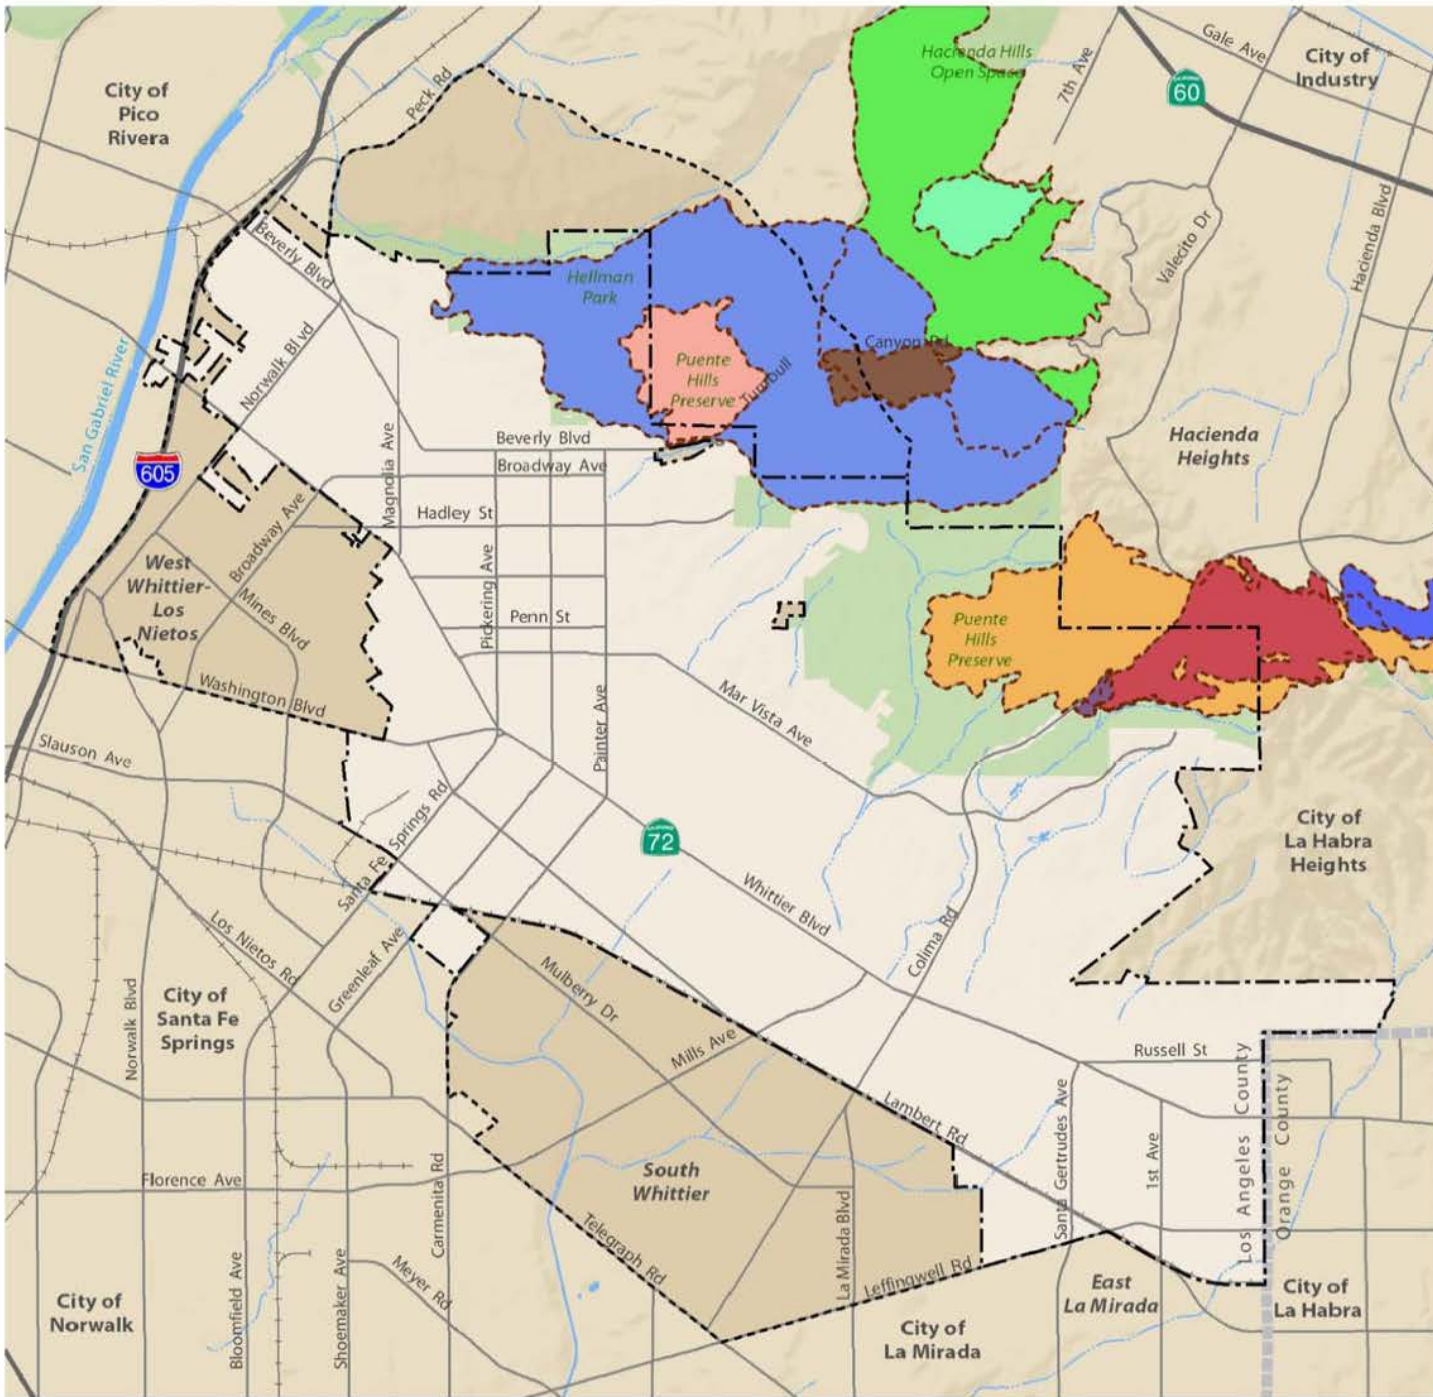 Hacienda Hills
Open Space
Gale Ave
City of
Industry
7th Ave
60
City of
Pico
Rivera
Peck Rd
Hacienda Blvd
Valecito Dr
Beverly Blvd
Hellman
Park
Norwalk Blvd
San Gabriel River
Canyon Rd
Puente
Hills
Preserve
Turnbull
605
Magnolia Ave
Beverly Blvd
Broadway Ave
Hacienda
Heights
Hadley St
Broadway Ave
West
Whittier-
Los
Nietos
Mines Blvd
Pickering Ave
Penn St
Puente
Hills
Preserve
Washington Blvd
Painter Ave
Mar Vista Ave
Slauson Ave
Santa Fe Springs Rd
72
City of
La Habra
Heights
Whittier Blvd
Colima Rd
Los Nietos Rd
Greenleaf Ave
Mulberry Dr
City of
Santa Fe
Springs
Norwalk Blvd
Mills Ave
Russell St
Lambert Rd
Santa Gertrudes Ave
1st Ave
Los Angeles County
Orange County
Florence Ave
South
Whittier
Carmenita Rd
Telegraph Rd
La Mirada Blvd
Leffingwell Rd
Bloomfield Ave
Shoemaker Ave
Meyer Rd
City of
Norwalk
East
La Mirada
City of
La Habra
City of
La Mirada